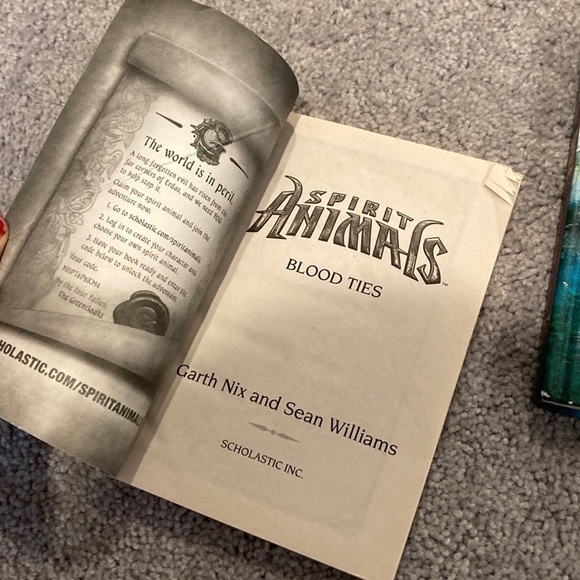 The world is in peril.
A long-forgotten evil has risen from the
far corners of Erdas, and we need YOU
to help stop it.
Claim your spirit animal and join the
adventure now.
1. Go to scholastic.com/spiritanimals.
2. Log in to create your character and
choose your own spirit animal.
3. Have your book ready and enter the
code below to unlock the adventure.
Your code:
By the Four Fallen,
The Greencloaks
HOLASTIC.COM/SPIRITANIMAL
SPIRIT
ANIMALS™
BLOOD TIES
Garth Nix and Sean Williams
SCHOLASTIC INC.